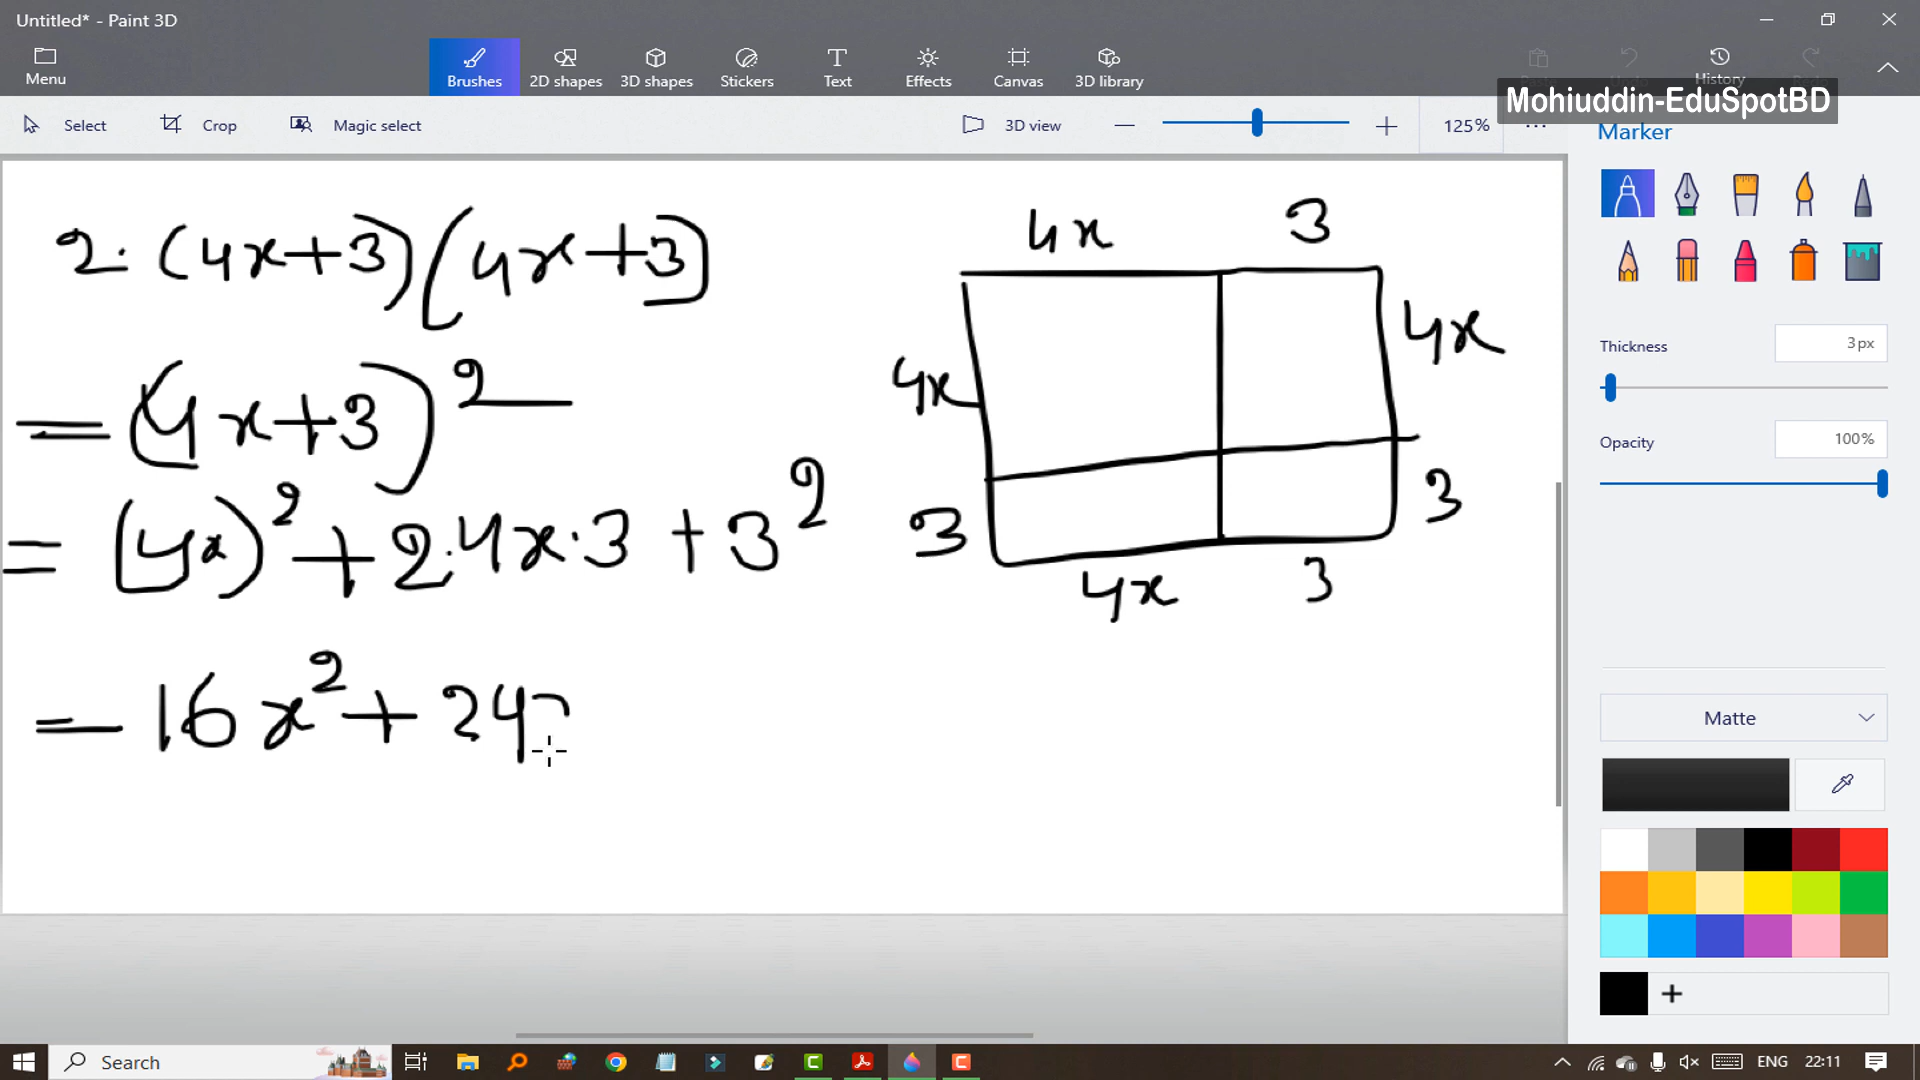 Untitled* - Paint 3D
Menu
Brushes
2D shapes
3D shapes
Stickers
Text
Effects
Canvas
3D library
History
Mohiuddin-EduSpotBD
Select
Crop
Magic select
3D view
125%
Marker
Thickness
3px
Opacity
100%
Matte
2. (4x+3)(4x+3)
= (4x+3)²
= (4x)² + 2.4x.3 + 3²
= 16x² + 24
4x 3
4x 4x
3 3
4x 3
Search
ENG
22:11